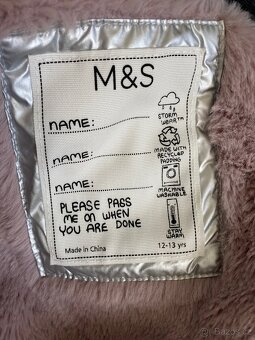 M&S
NAME:
NAME:
NAME:
PLEASE PASS
ME ON WHEN
YOU ARE DONE
Made in China
STORM
WEAR™
MADE WITH
RECYCLED
PADDING
MACHINE
WASHABLE
STAY
WARM
12-13 yrs